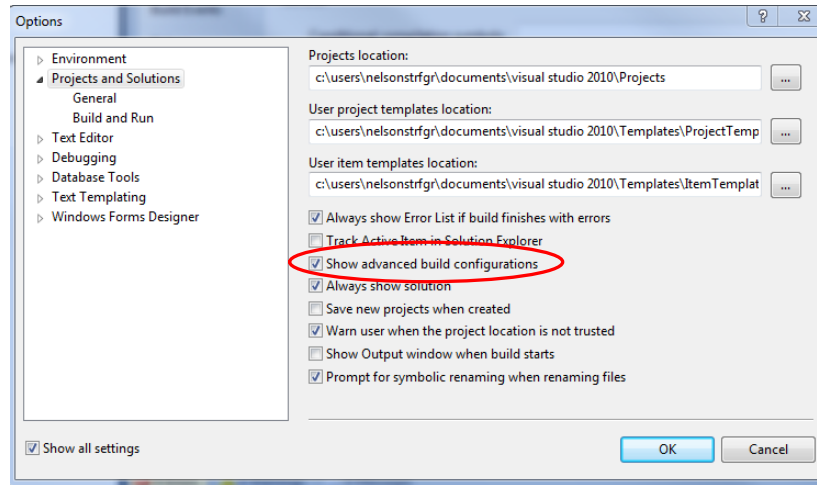 Options
Environment
Projects and Solutions
General
Build and Run
Text Editor
Debugging
Database Tools
Text Templating
Windows Forms Designer
Projects location:
c:\users\nelsonstrfgr\documents\visual studio 2010\Projects
...
User project templates location:
c:\users\nelsonstrfgr\documents\visual studio 2010\Templates\ProjectTemp
...
User item templates location:
c:\users\nelsonstrfgr\documents\visual studio 2010\Templates\ItemTemplat
...
Always show Error List if build finishes with errors
Track Active Item in Solution Explorer
Show advanced build configurations
Always show solution
Save new projects when created
Warn user when the project location is not trusted
Show Output window when build starts
Prompt for symbolic renaming when renaming files
Show all settings
OK
Cancel